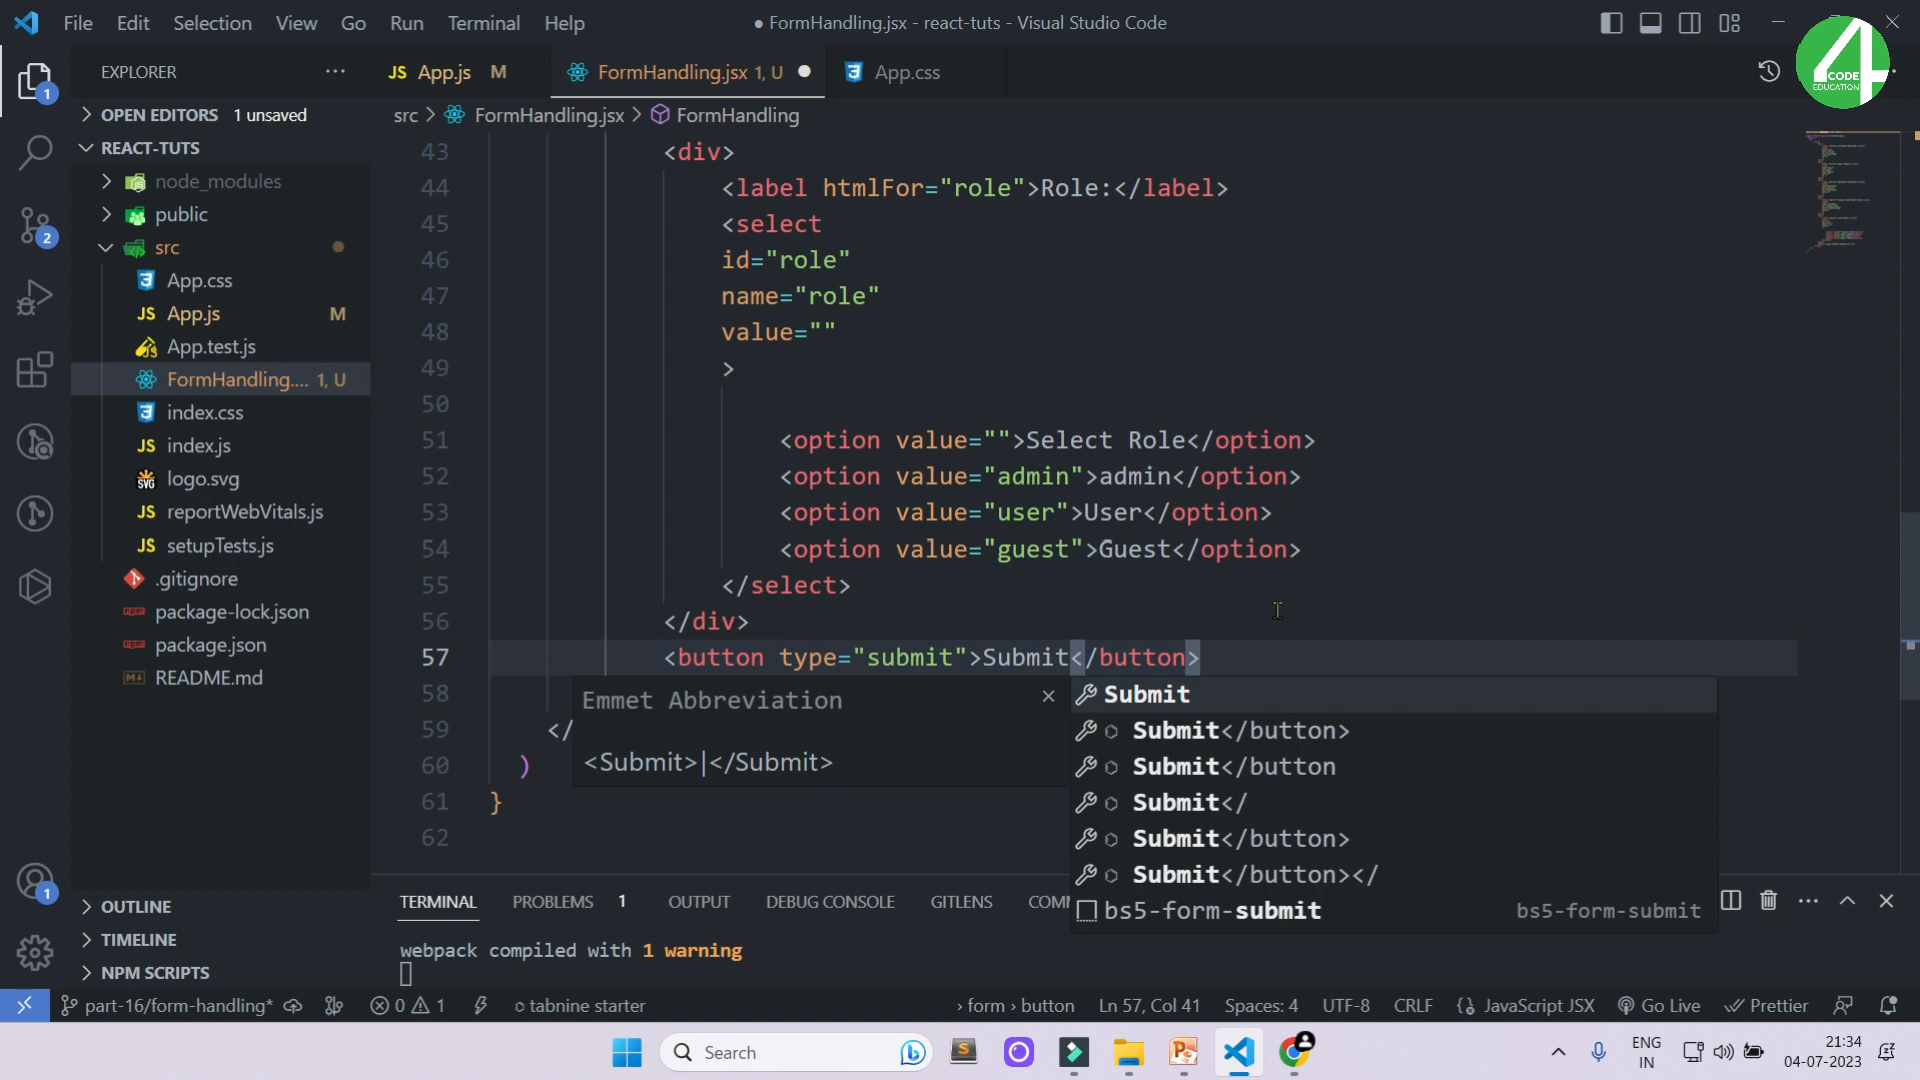 File Edit Selection View Go Run Terminal Help
● FormHandling.jsx - react-tuts - Visual Studio Code
4
CODE
EDUCATION
EXPLORER ···
JS App.js M
FormHandling.jsx 1, U ●
App.css
OPEN EDITORS 1 unsaved
src > FormHandling.jsx > FormHandling
REACT-TUTS
node_modules
public
src
App.css
JS App.js M
App.test.js
FormHandling.... 1, U
index.css
JS index.js
SVG logo.svg
JS reportWebVitals.js
JS setupTests.js
.gitignore
package-lock.json
package.json
README.md
OUTLINE
TIMELINE
NPM SCRIPTS
1
2
1
43 <div>
44 <label htmlFor="role">Role:</label>
45 <select
46 id="role"
47 name="role"
48 value=""
49 >
50
51 <option value="">Select Role</option>
52 <option value="admin">admin</option>
53 <option value="user">User</option>
54 <option value="guest">Guest</option>
55 </select>
56 </div>
57 <button type="submit">Submit</button>
58
59 </
60 )
61 }
62
Emmet Abbreviation ×
<Submit>|</Submit>
Submit
Submit</button>
Submit</button
Submit</
Submit</button>
Submit</button></
bs5-form-submit bs5-form-submit
TERMINAL PROBLEMS 1 OUTPUT DEBUG CONSOLE GITLENS COM
webpack compiled with 1 warning
part-16/form-handling* 0 1 tabnine starter › form › button Ln 57, Col 41 Spaces: 4 UTF-8 CRLF {} JavaScript JSX Go Live Prettier
Search
ENG
IN
21:34
04-07-2023